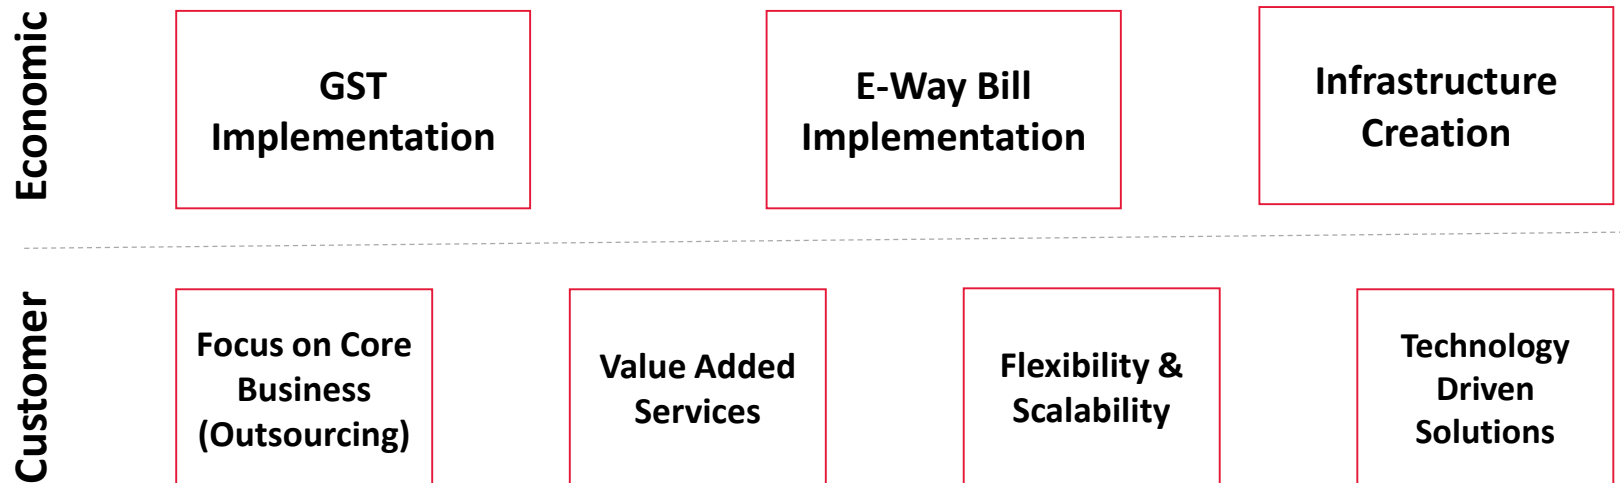 Economic
GST
Implementation
E-Way Bill
Implementation
Infrastructure
Creation
Customer
Focus on Core
Business
(Outsourcing)
Value Added
Services
Flexibility &
Scalability
Technology
Driven
Solutions